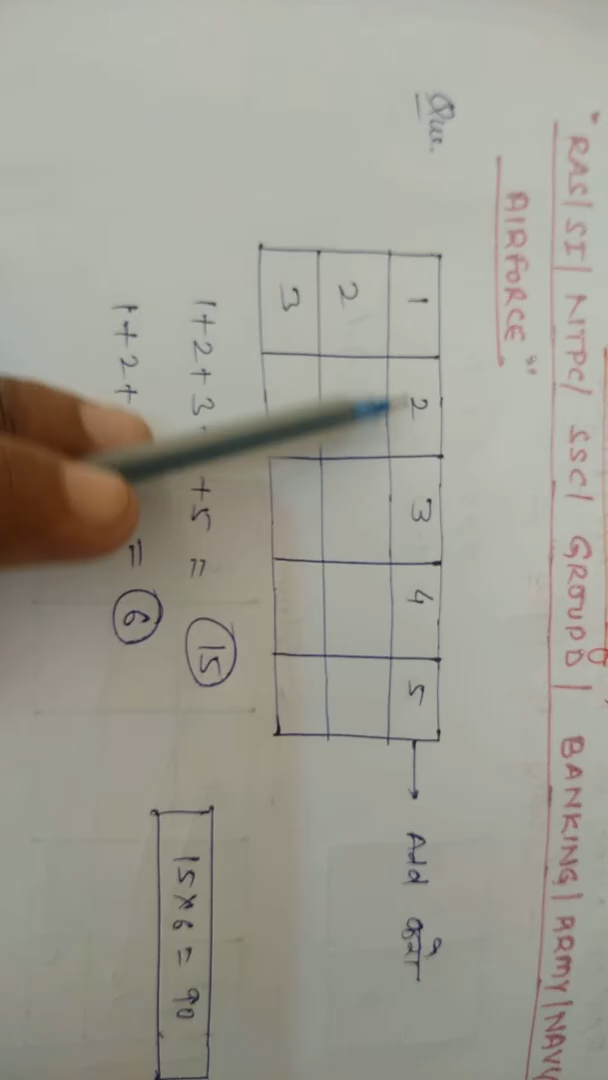 " RAS/ SI/ NTPC/ SSC/ GROUP D/ BANKING/ ARMY/ NAVY
AIRFORCE "
Que.
1 2 3 4 5 → Add करेंगे
2
3
1+2+3 +5 = 15
1+2+ = 6
15×6 = 90